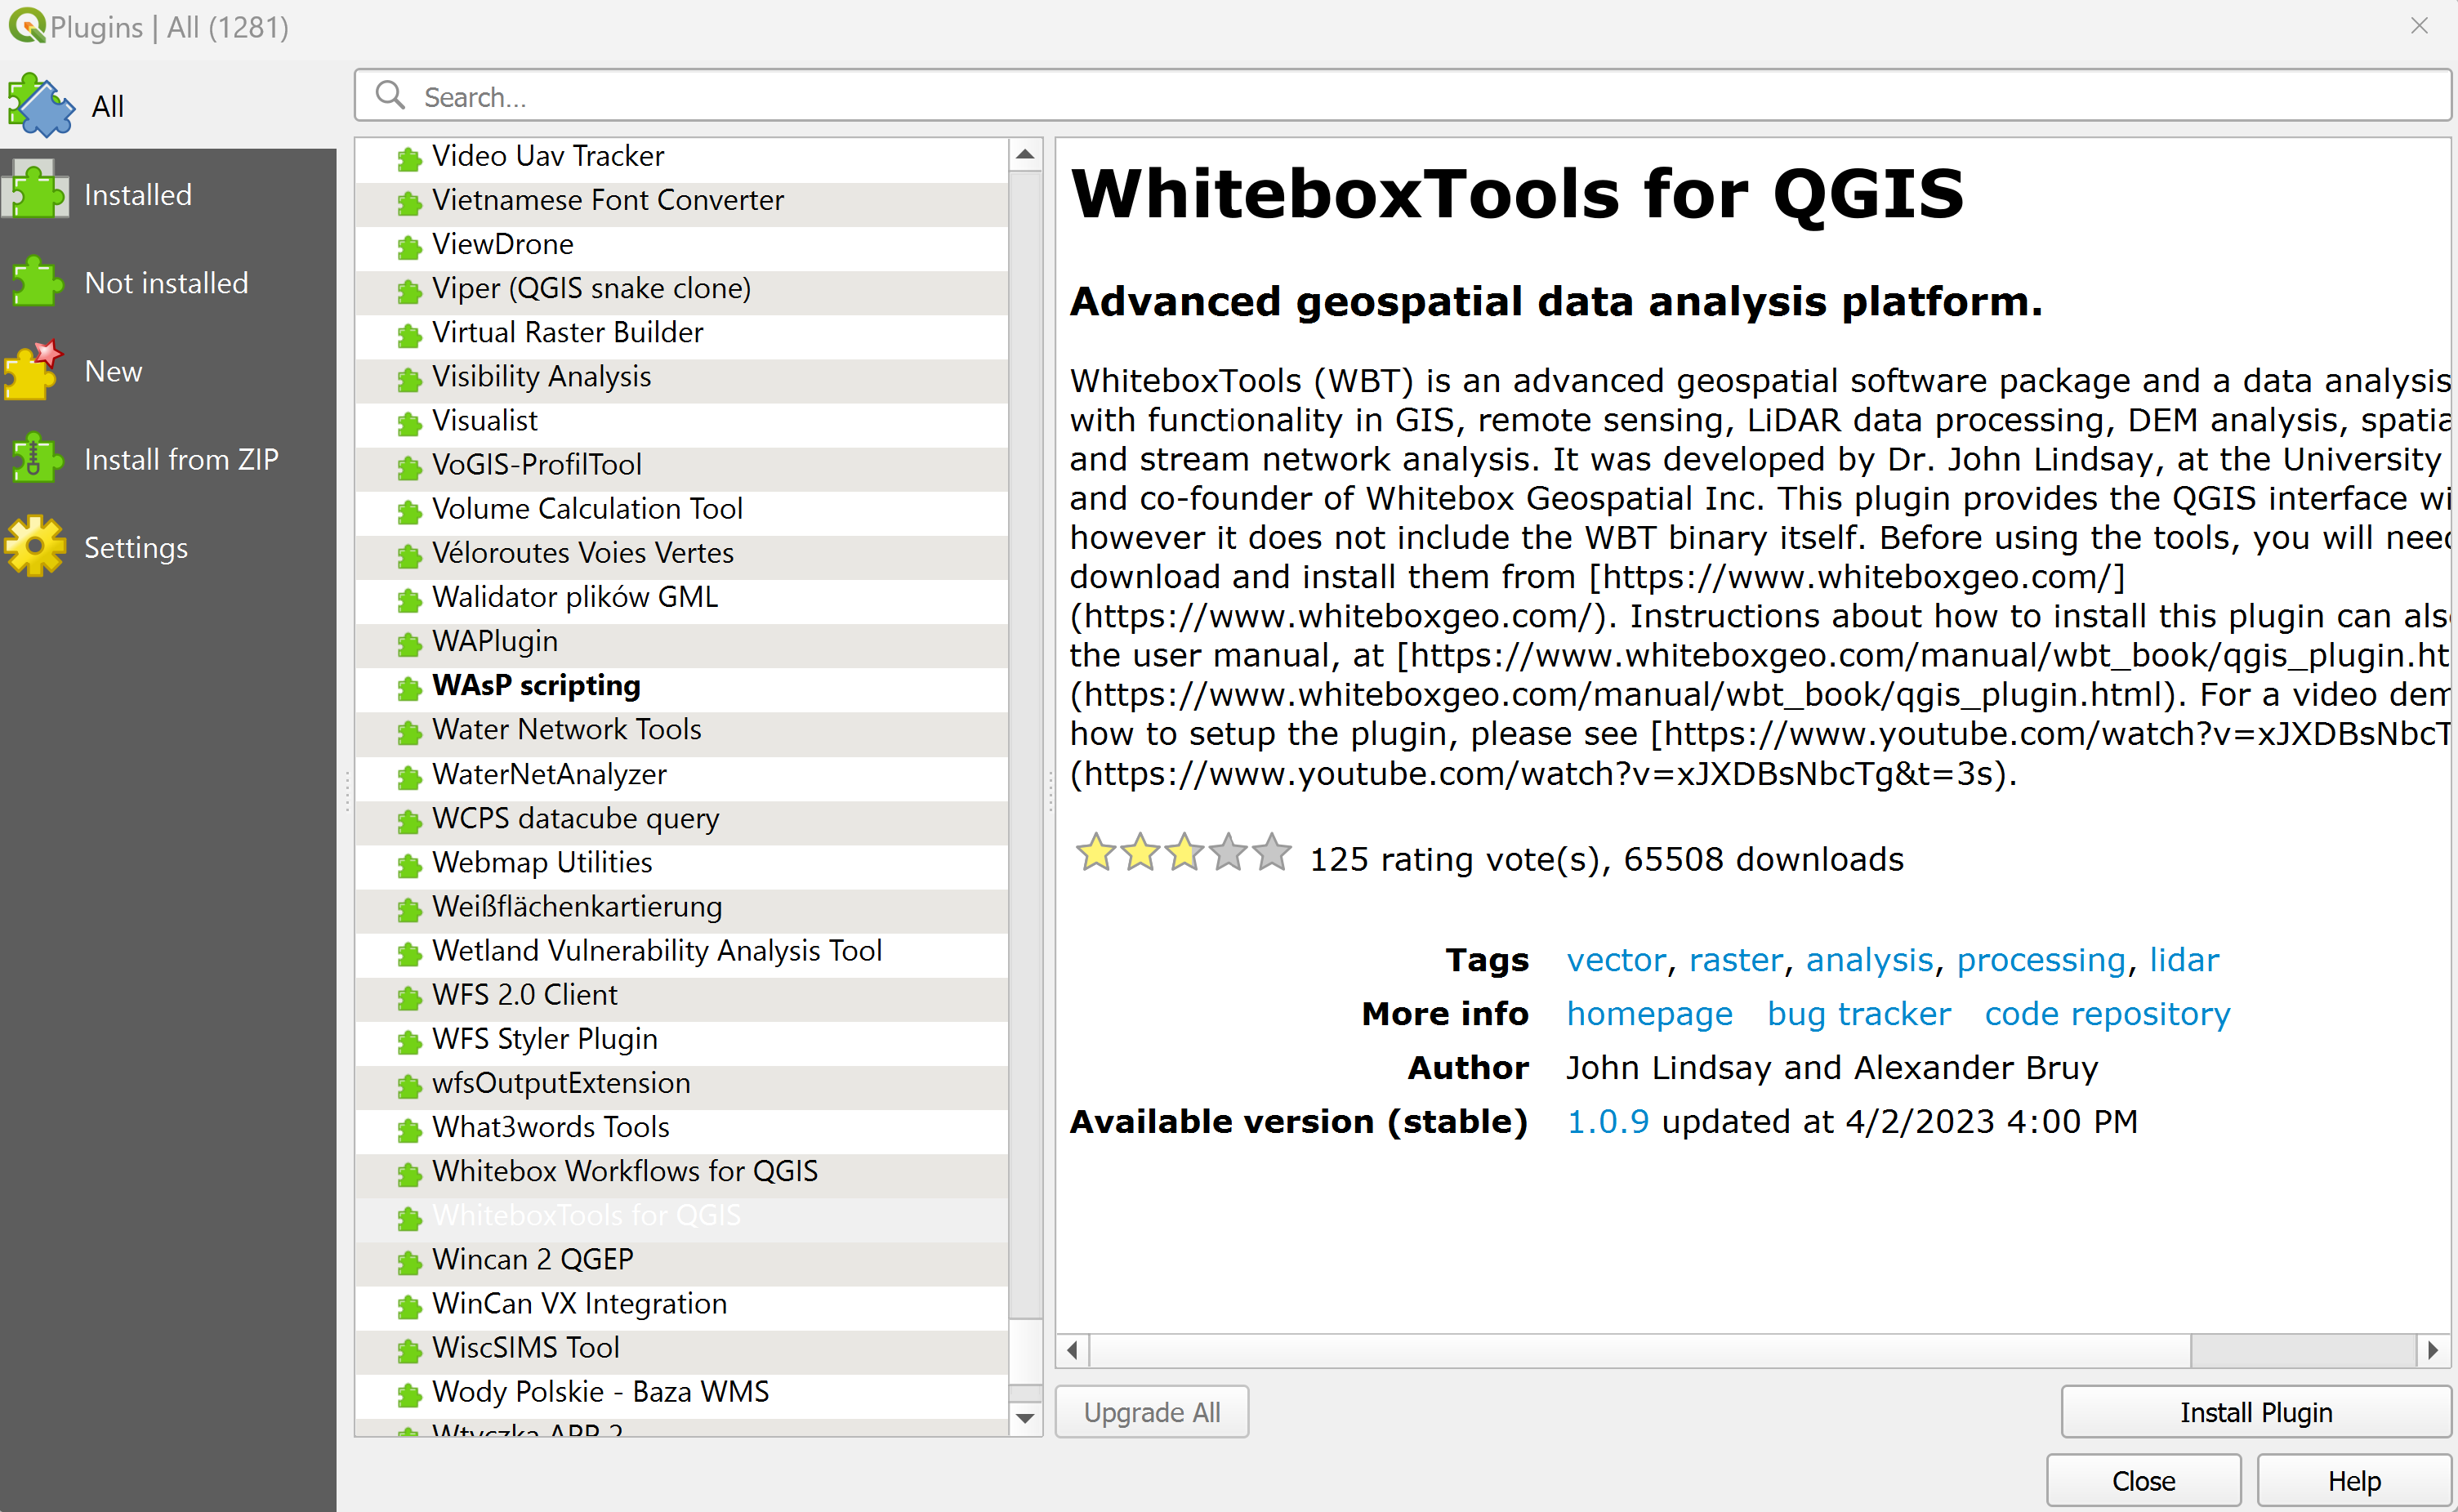 Plugins | All (1281)
All
Installed
Not installed
New
Install from ZIP
Settings
Search...
Video Uav Tracker
Vietnamese Font Converter
ViewDrone
Viper (QGIS snake clone)
Virtual Raster Builder
Visibility Analysis
Visualist
VoGIS-ProfilTool
Volume Calculation Tool
Véloroutes Voies Vertes
Walidator plików GML
WAPlugin
WAsP scripting
Water Network Tools
WaterNetAnalyzer
WCPS datacube query
Webmap Utilities
Weißflächenkartierung
Wetland Vulnerability Analysis Tool
WFS 2.0 Client
WFS Styler Plugin
wfsOutputExtension
What3words Tools
Whitebox Workflows for QGIS
WhiteboxTools for QGIS
Wincan 2 QGEP
WinCan VX Integration
WiscSIMS Tool
Wody Polskie - Baza WMS
WhiteboxTools for QGIS
Advanced geospatial data analysis platform.
WhiteboxTools (WBT) is an advanced geospatial software package and a data analysis
with functionality in GIS, remote sensing, LiDAR data processing, DEM analysis, spatia
and stream network analysis. It was developed by Dr. John Lindsay, at the University
and co-founder of Whitebox Geospatial Inc. This plugin provides the QGIS interface wi
however it does not include the WBT binary itself. Before using the tools, you will need
download and install them from [https://www.whiteboxgeo.com/]
(https://www.whiteboxgeo.com/). Instructions about how to install this plugin can als
the user manual, at [https://www.whiteboxgeo.com/manual/wbt_book/qgis_plugin.ht
(https://www.whiteboxgeo.com/manual/wbt_book/qgis_plugin.html). For a video dem
how to setup the plugin, please see [https://www.youtube.com/watch?v=xJXDBsNbcT
(https://www.youtube.com/watch?v=xJXDBsNbcTg&t=3s).
125 rating vote(s), 65508 downloads
Tags vector, raster, analysis, processing, lidar
More info homepage bug tracker code repository
Author John Lindsay and Alexander Bruy
Available version (stable) 1.0.9 updated at 4/2/2023 4:00 PM
Upgrade All
Install Plugin
Close
Help